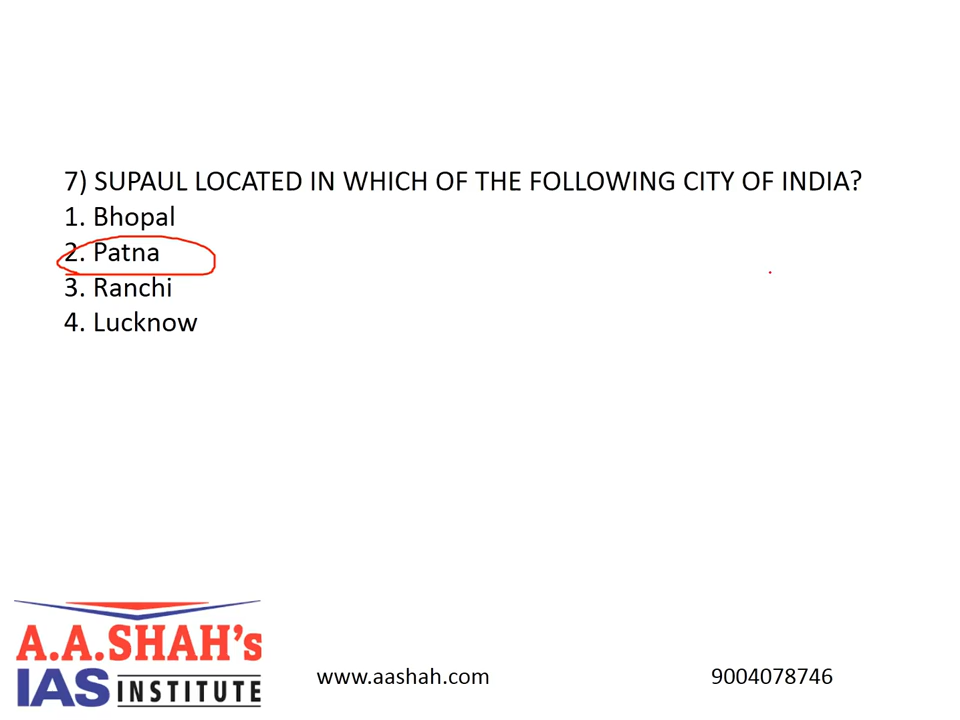 7) SUPAUL LOCATED IN WHICH OF THE FOLLOWING CITY OF INDIA?
1. Bhopal
2. Patna
3. Ranchi
4. Lucknow
A.A.SHAH's
IAS INSTITUTE
www.aashah.com
9004078746